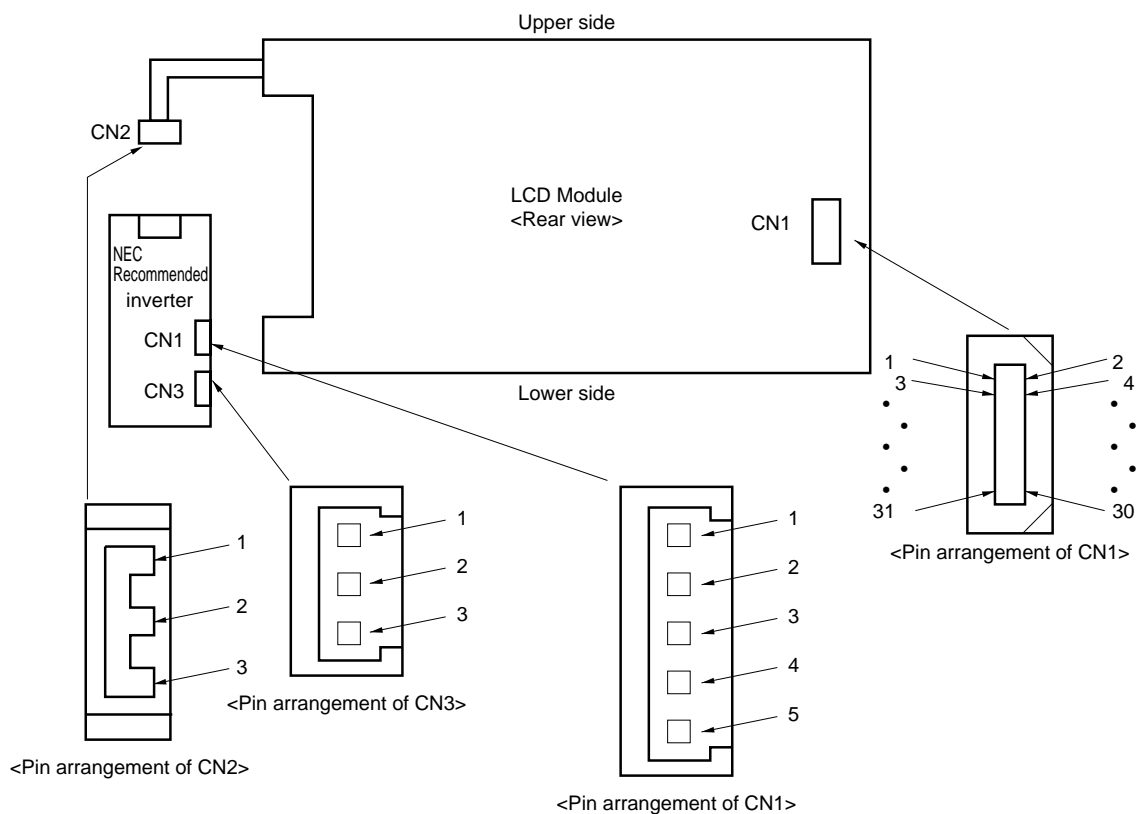 Upper side
CN2
LCD Module
<Rear view>
CN1
NEC
Recommended
inverter
CN1
CN3
Lower side
1
2
3
4
31
30
<Pin arrangement of CN1>
1
2
3
<Pin arrangement of CN2>
1
2
3
<Pin arrangement of CN3>
1
2
3
4
5
<Pin arrangement of CN1>